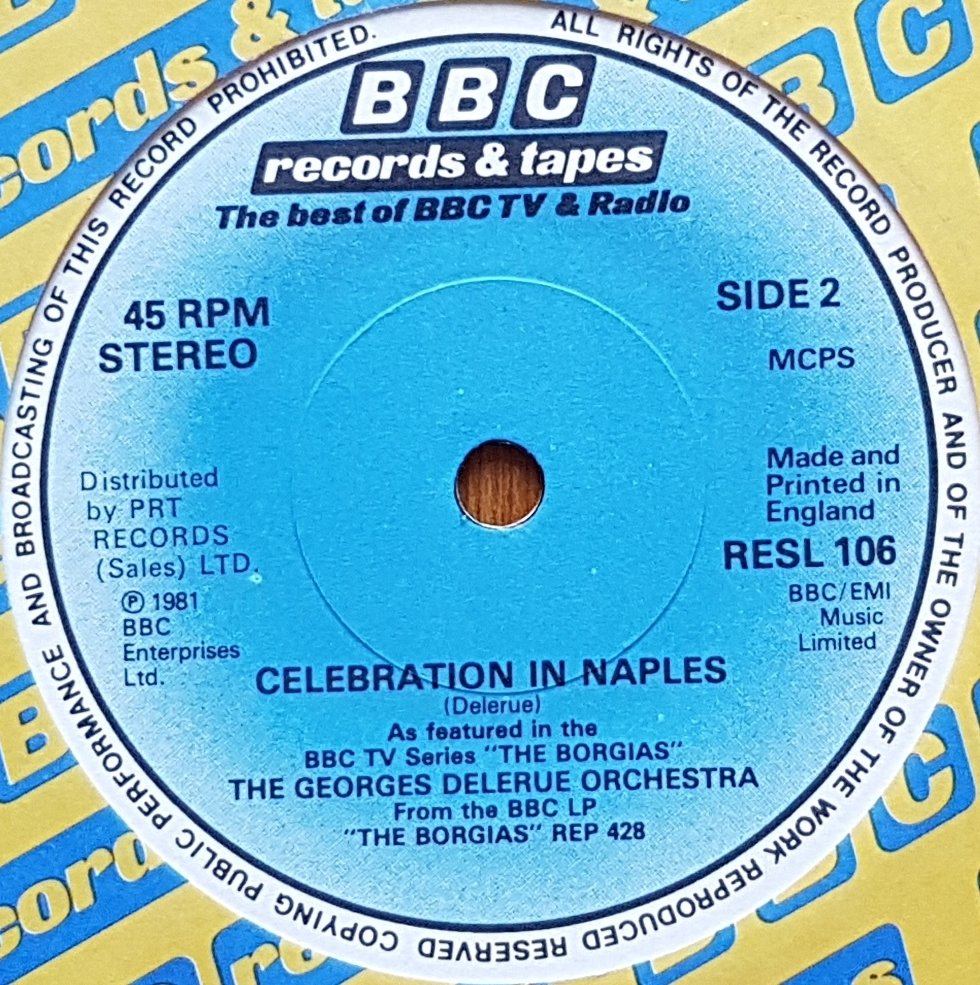 ALL RIGHTS OF THE RECORD PRODUCER AND OF THE OWNER OF THE WORK REPRODUCED RESERVED COPYING PUBLIC PERFORMANCE AND BROADCASTING OF THIS RECORD PROHIBITED.
BBC
records & tapes
The best of BBC TV & Radio
45 RPM
STEREO
SIDE 2
MCPS
Distributed
by PRT
RECORDS
(Sales) LTD.
℗ 1981
BBC
Enterprises
Ltd.
Made and
Printed in
England
RESL 106
BBC/EMI
Music
Limited
CELEBRATION IN NAPLES
(Delerue)
As featured in the
BBC TV Series "THE BORGIAS"
THE GEORGES DELERUE ORCHESTRA
From the BBC LP
"THE BORGIAS" REP 428